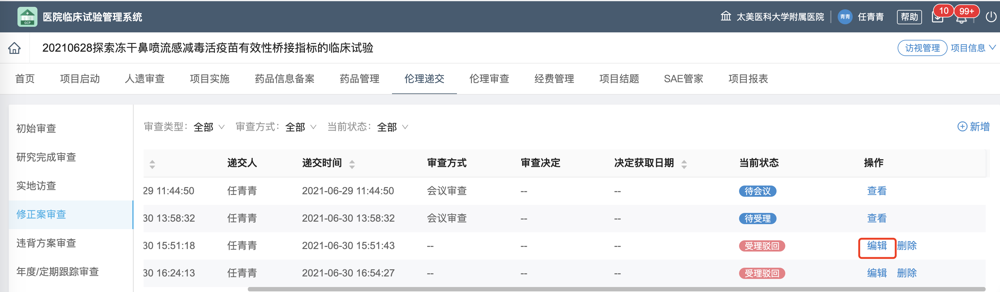 GCP 医院临床试验管理系统 太美医科大学附属医院 青青 任青青 帮助 10 99+
20210628探索冻干鼻喷流感减毒活疫苗有效性桥接指标的临床试验 访视管理 项目信息
首页 项目启动 人遗审查 项目实施 药品信息备案 药品管理 伦理递交 伦理审查 经费管理 项目结题 SAE管家 项目报表
初始审查
研究完成审查
实地访查
修正案审查
违背方案审查
年度/定期跟踪审查
审查类型: 全部 审查方式: 全部 当前状态: 全部 新增
递交人 递交时间 审查方式 审查决定 决定获取日期 当前状态 操作
29 11:44:50 任青青 2021-06-29 11:44:50 会议审查 -- -- 待会议 查看
30 13:58:32 任青青 2021-06-30 13:58:32 会议审查 -- -- 待受理 查看
30 15:51:18 任青青 2021-06-30 15:51:43 -- -- -- 受理驳回 编辑 删除
30 16:24:13 任青青 2021-06-30 16:54:27 -- -- -- 受理驳回 编辑 删除